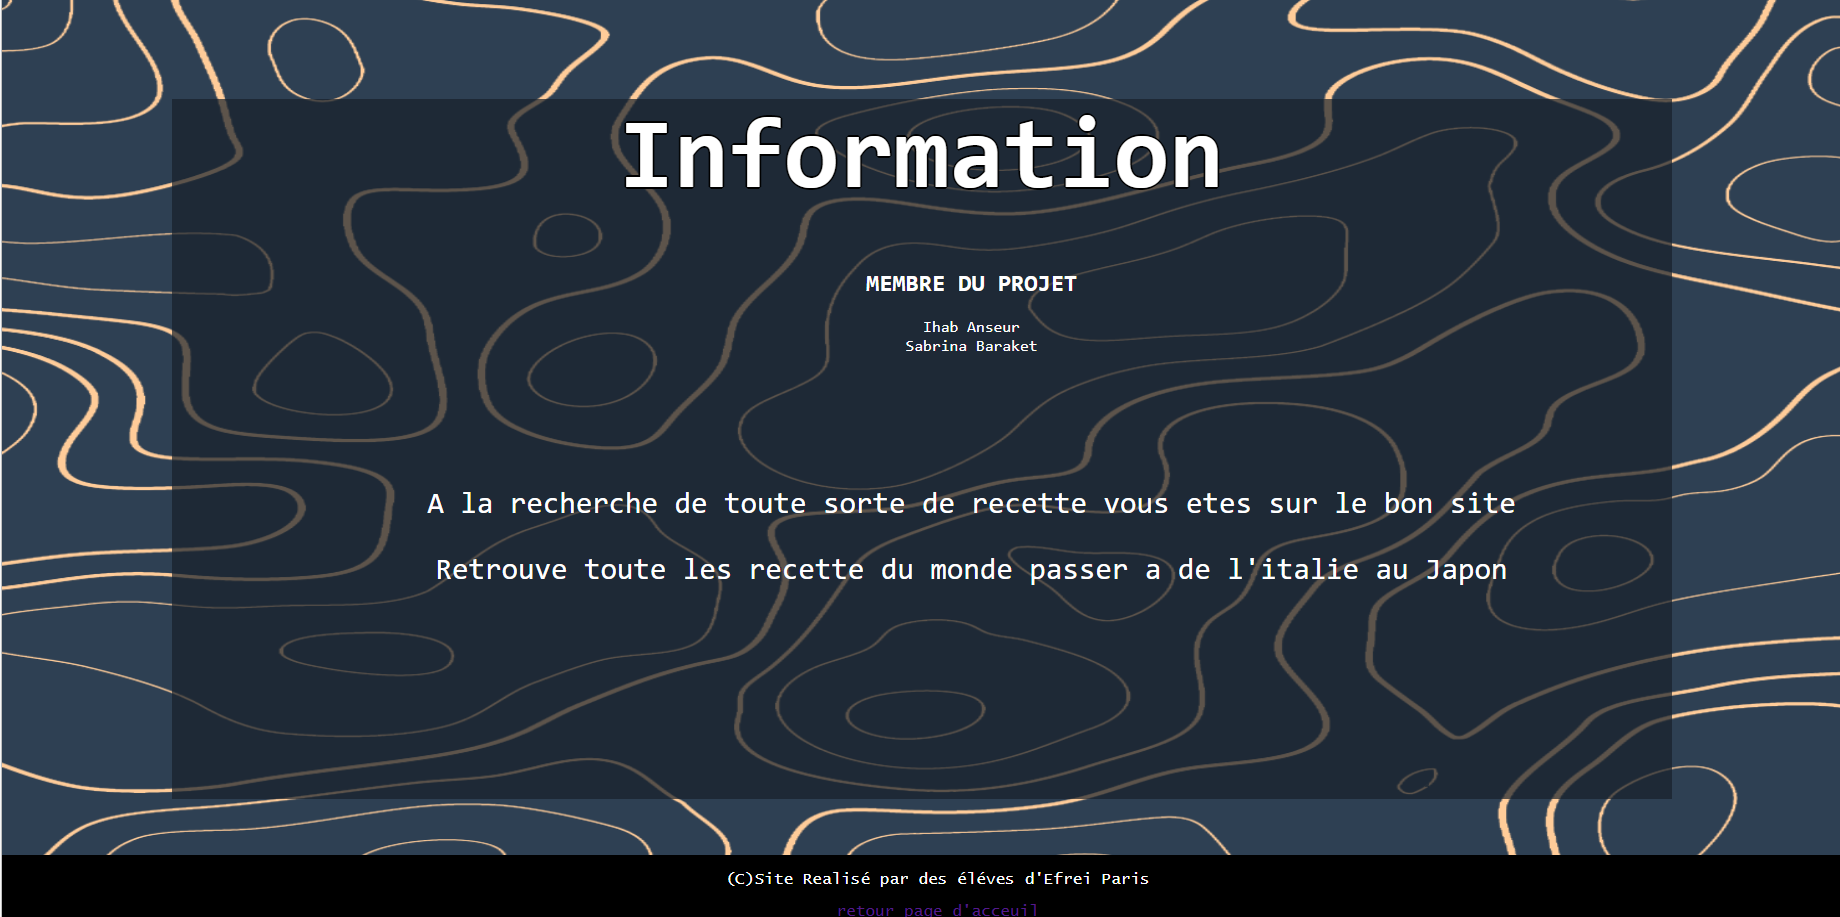 Information
MEMBRE DU PROJET
Ihab Anseur
Sabrina Baraket
A la recherche de toute sorte de recette vous etes sur le bon site
Retrouve toute les recette du monde passer a de l'italie au Japon
(C)Site Realisé par des éléves d'Efrei Paris
retour page d'acceuil